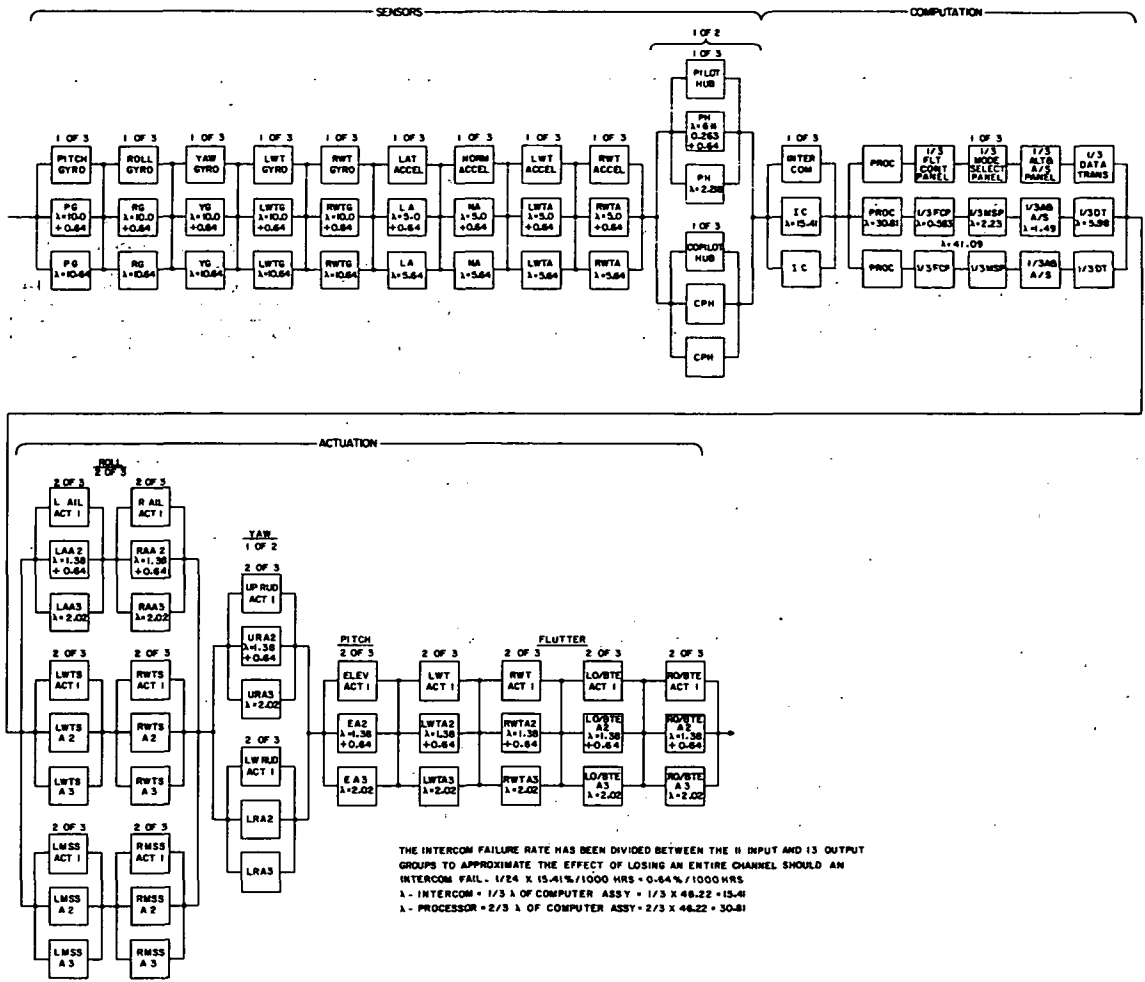 SENSORS
COMPUTATION
1 OF 2
1 OF 3
PILOT HUB
PH λ=6 x 0.263 +0.64
PH λ=2.218
1 OF 3
COPILOT HUB
CPH
CPH
1 OF 3 1 OF 3 1 OF 3 1 OF 3 1 OF 3 1 OF 3 1 OF 3 1 OF 3 1 OF 3
PITCH GYRO ROLL GYRO YAW GYRO LWT GYRO RWT GYRO LAT ACCEL NORM ACCEL LWT ACCEL RWT ACCEL
PG λ=10.0 +0.64 RG λ=10.0 +0.64 YG λ=10.0 +0.64 LWTG λ=10.0 +0.64 RWTG λ=10.0 +0.64 LA λ=5.0 +0.64 NA λ=5.0 +0.64 LWTA λ=5.0 +0.64 RWTA λ=5.0 +0.64
PG λ=10.64 RG λ=10.64 YG λ=10.64 LWTG λ=10.64 RWTG λ=10.64 LA λ=5.64 NA λ=5.64 LWTA λ=5.64 RWTA λ=5.64
1 OF 3 1 OF 3
INTER COM PROC 1/3 FLT CONT PANEL 1/3 MODE SELECT PANEL 1/3 ALT& A/S PANEL 1/3 DATA TRANS
IC λ=15.41 PROC λ=30.81 1/3 FCP λ=0.583 1/3 MSP λ=2.23 1/3 A& A/S λ=1.49 1/3 DT λ=5.98
λ=41.09
IC PROC 1/3 FCP 1/3 MSP 1/3 A& A/S 1/3 DT
ACTUATION
ROLL
2 OF 3
2 OF 3 2 OF 3
L AIL ACT 1 R AIL ACT 1
LAA2 λ=1.38 +0.64 RAA2 λ=1.38 +0.64
LAA3 λ=2.02 RAA3 λ=2.02
2 OF 3 2 OF 3
LWTS ACT 1 RWTS ACT 1
LWTS A2 RWTS A2
LWTS A3 RWTS A3
2 OF 3 2 OF 3
LMSS ACT 1 RMSS ACT 1
LMSS A2 RMSS A2
LMSS A3 RMSS A3
YAW
1 OF 2
2 OF 3
UP RUD ACT 1
URA2 λ=1.38 +0.64
URA3 λ=2.02
2 OF 3
LW RUD ACT 1
LRA2
LRA3
PITCH FLUTTER
2 OF 3 2 OF 3 2 OF 3 2 OF 3 2 OF 3
ELEV ACT 1 LWT ACT 1 RWT ACT 1 LO/BTE ACT 1 RO/BTE ACT 1
EA2 λ=1.38 +0.64 LWTA2 λ=1.38 +0.64 RWTA2 λ=1.38 +0.64 LO/BTE A2 λ=1.38 +0.64 RO/BTE A2 λ=1.38 +0.64
EA3 λ=2.02 LWTA3 λ=2.02 RWTA3 λ=2.02 LO/BTE A3 λ=2.02 RO/BTE A3 λ=2.02
THE INTERCOM FAILURE RATE HAS BEEN DIVIDED BETWEEN THE 11 INPUT AND 13 OUTPUT
GROUPS TO APPROXIMATE THE EFFECT OF LOSING AN ENTIRE CHANNEL SHOULD AN
INTERCOM FAIL. 1/24 X 15.41%/1000 HRS = 0.64%/1000 HRS
λ - INTERCOM = 1/3 λ OF COMPUTER ASSY = 1/3 X 46.22 = 15.41
λ - PROCESSOR = 2/3 λ OF COMPUTER ASSY = 2/3 X 46.22 = 30.81